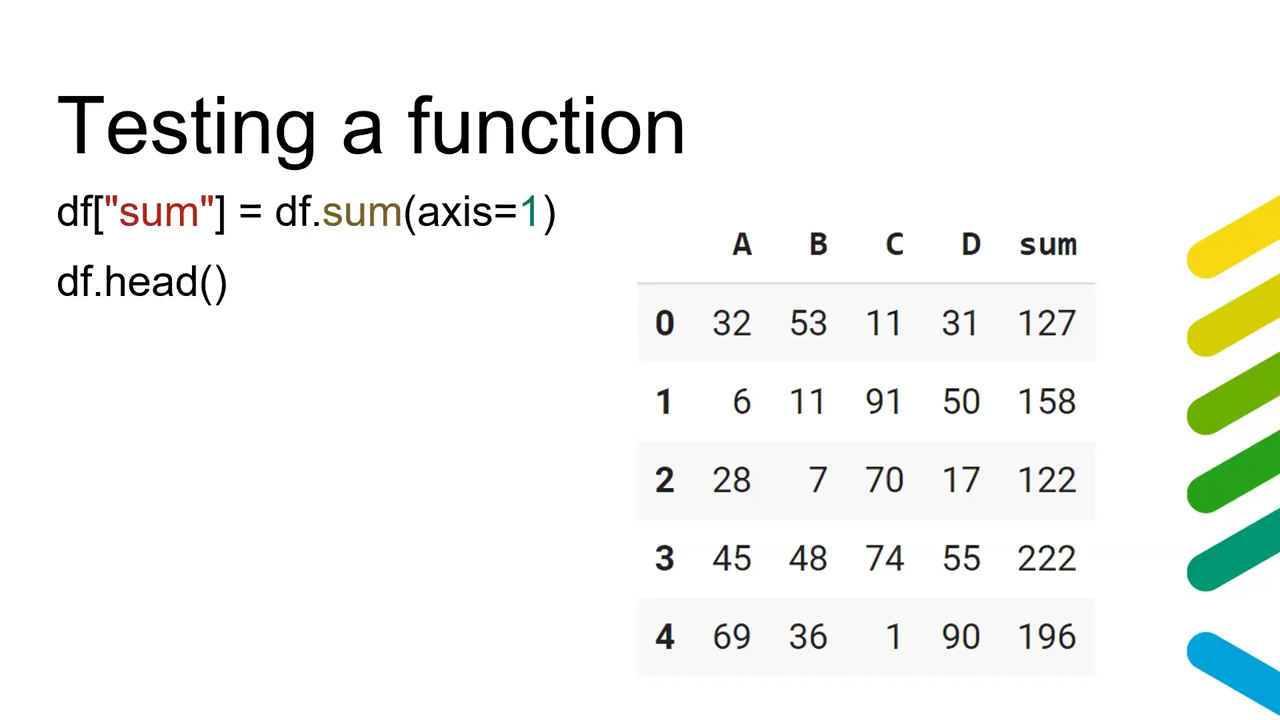 Testing a function
df["sum"] = df.sum(axis=1)
df.head()
A B C D sum
0 32 53 11 31 127
1 6 11 91 50 158
2 28 7 70 17 122
3 45 48 74 55 222
4 69 36 1 90 196